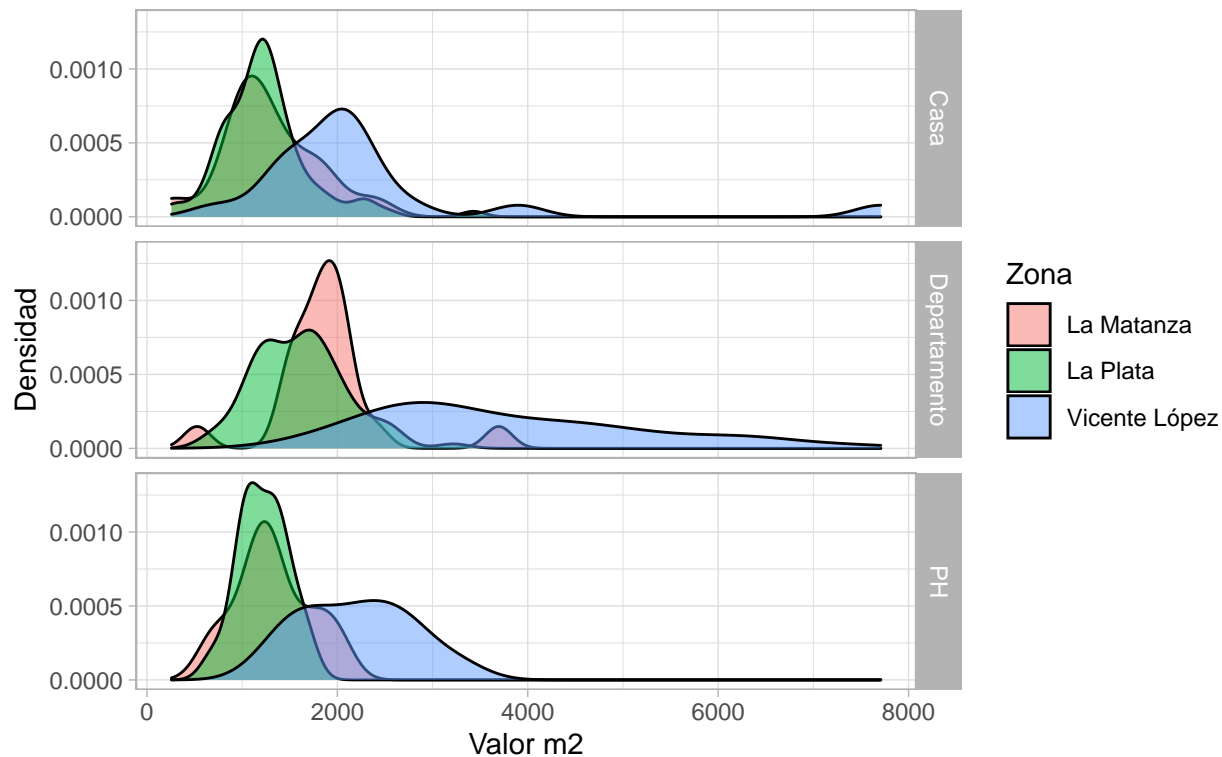 0.0010
0.0005
0.0000
Casa
0.0010
0.0005
0.0000
Departamento
0.0010
0.0005
0.0000
PH
0
2000
4000
6000
8000
Valor m2
Densidad
Zona
La Matanza
La Plata
Vicente López